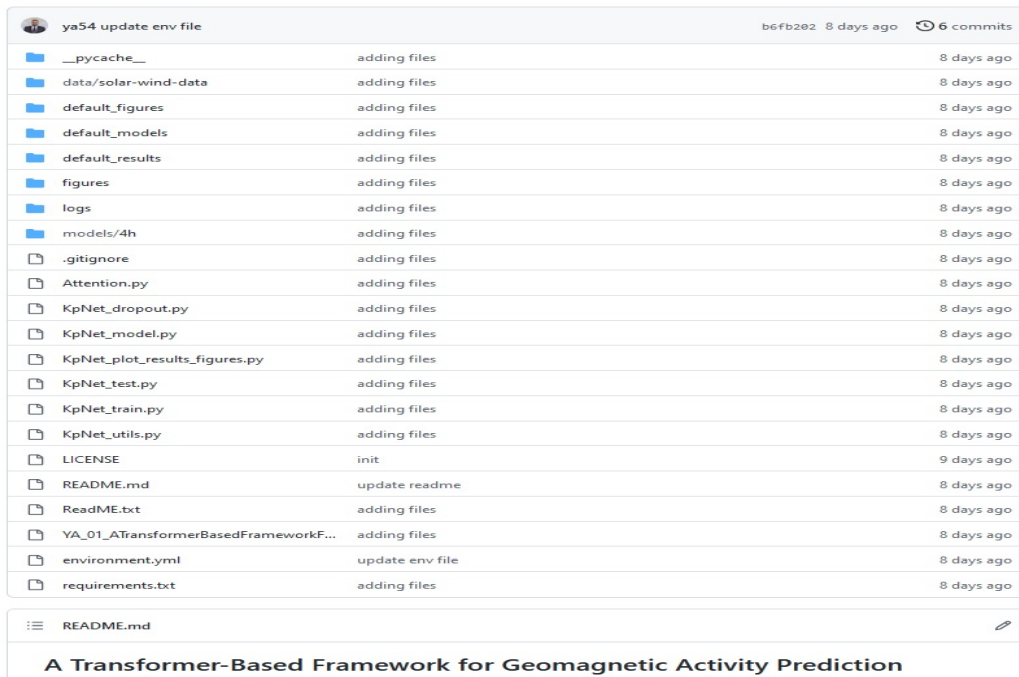 ya54 update env file b6fb202 8 days ago 6 commits
__pycache__ adding files 8 days ago
data/solar-wind-data adding files 8 days ago
default_figures adding files 8 days ago
default_models adding files 8 days ago
default_results adding files 8 days ago
figures adding files 8 days ago
logs adding files 8 days ago
models/4h adding files 8 days ago
.gitignore adding files 8 days ago
Attention.py adding files 8 days ago
KpNet_dropout.py adding files 8 days ago
KpNet_model.py adding files 8 days ago
KpNet_plot_results_figures.py adding files 8 days ago
KpNet_test.py adding files 8 days ago
KpNet_train.py adding files 8 days ago
KpNet_utils.py adding files 8 days ago
LICENSE init 9 days ago
README.md update readme 8 days ago
ReadME.txt adding files 8 days ago
YA_01_ATransformerBasedFrameworkF... adding files 8 days ago
environment.yml update env file 8 days ago
requirements.txt adding files 8 days ago
README.md
A Transformer-Based Framework for Geomagnetic Activity Prediction